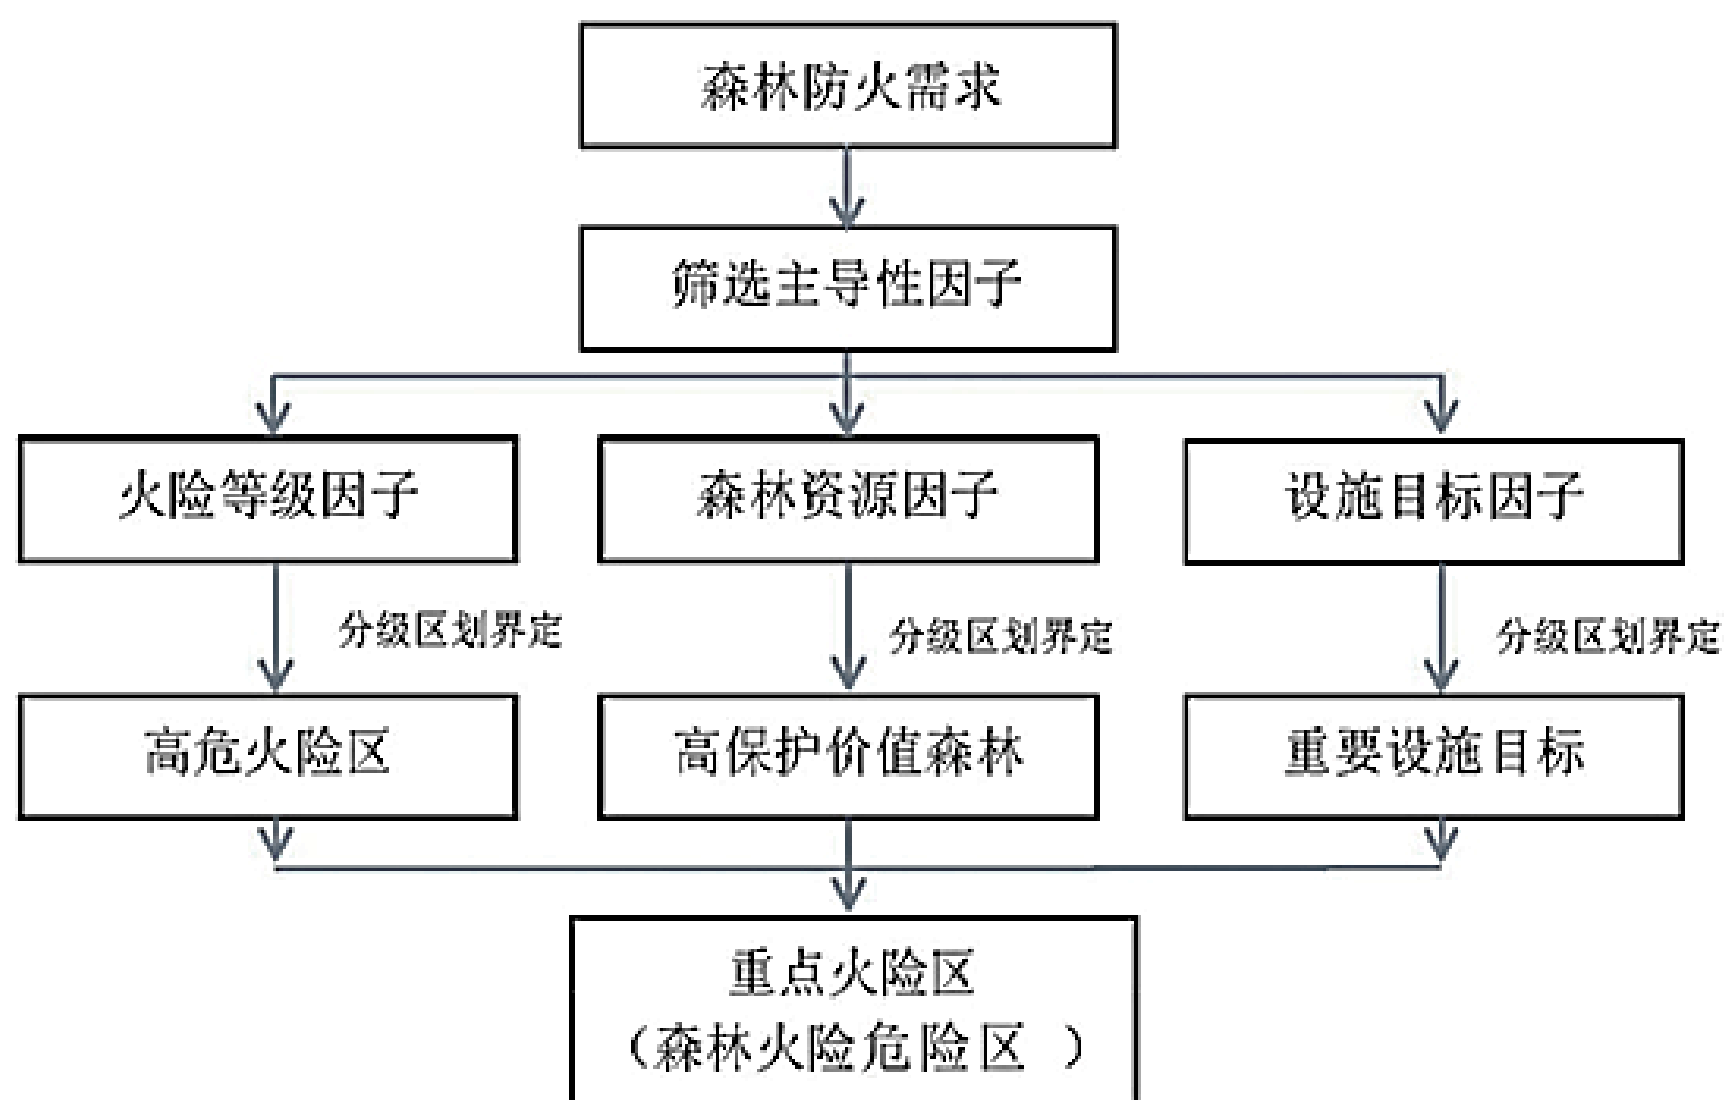 森林防火需求
筛选主导性因子
火险等级因子
森林资源因子
设施目标因子
分级区划界定
分级区划界定
分级区划界定
高危火险区
高保护价值森林
重要设施目标
重点火险区
（森林火险危险区 ）